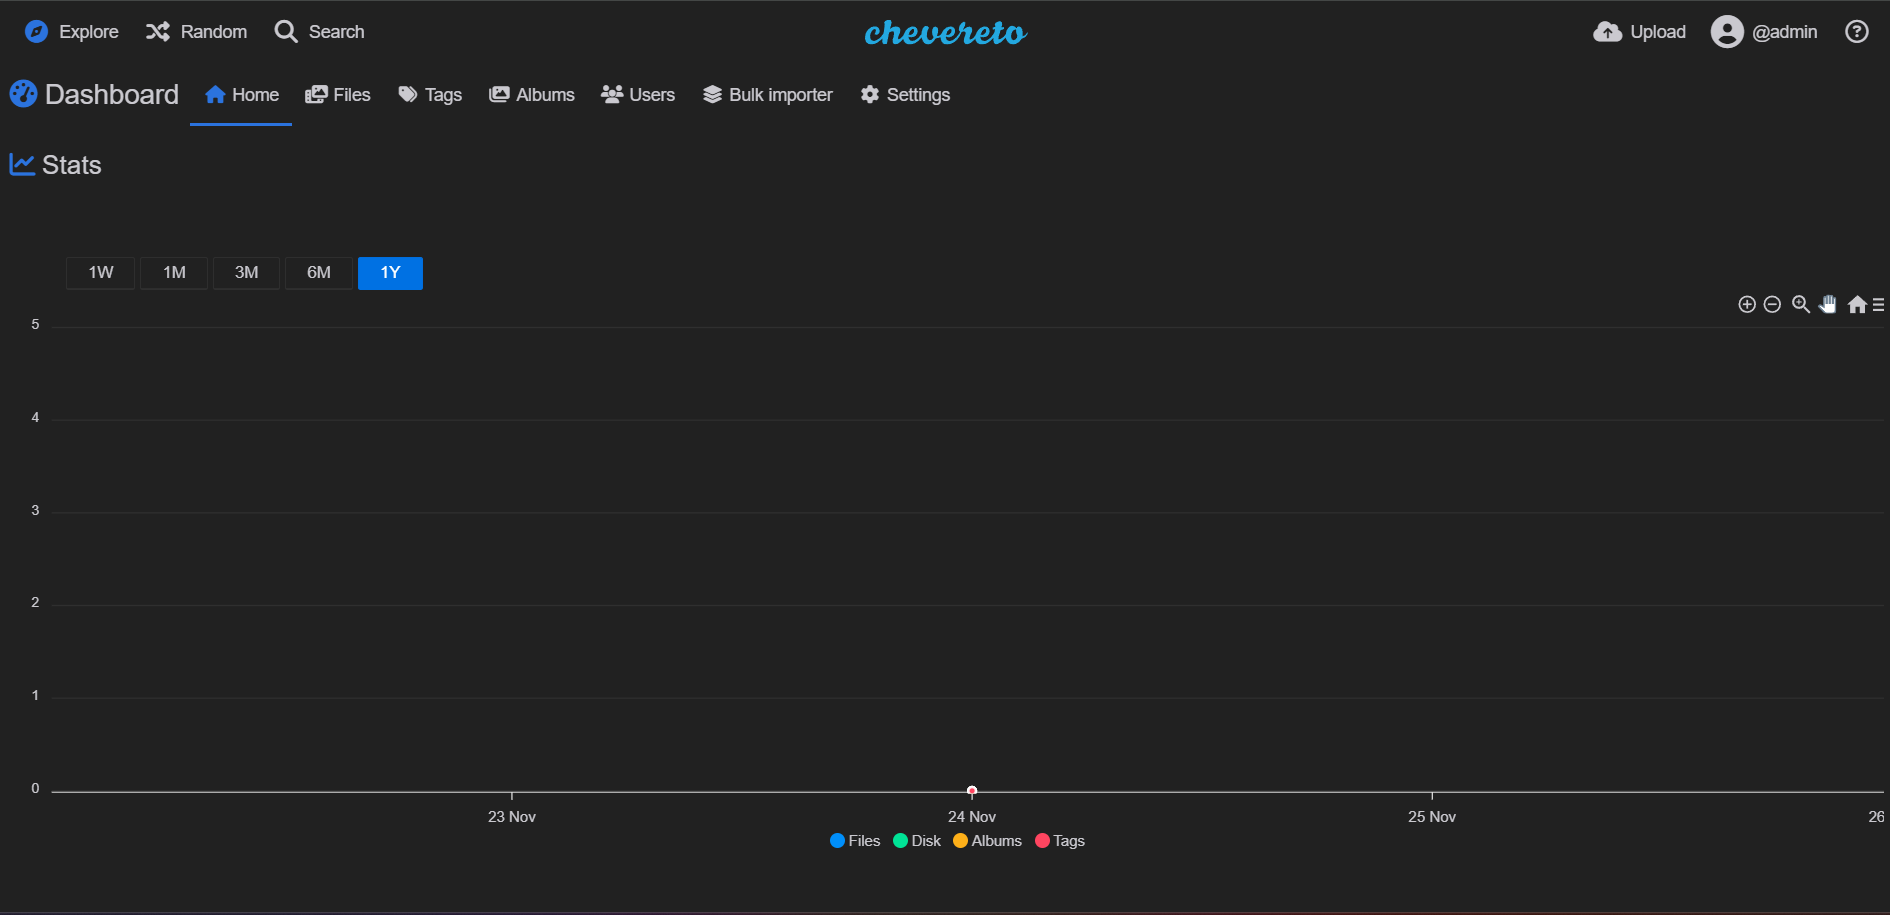 Explore Random Search chevereto Upload @admin
Dashboard Home Files Tags Albums Users Bulk importer Settings
Stats
1W 1M 3M 6M 1Y
5
4
3
2
1
0
23 Nov 24 Nov 25 Nov 26
Files Disk Albums Tags